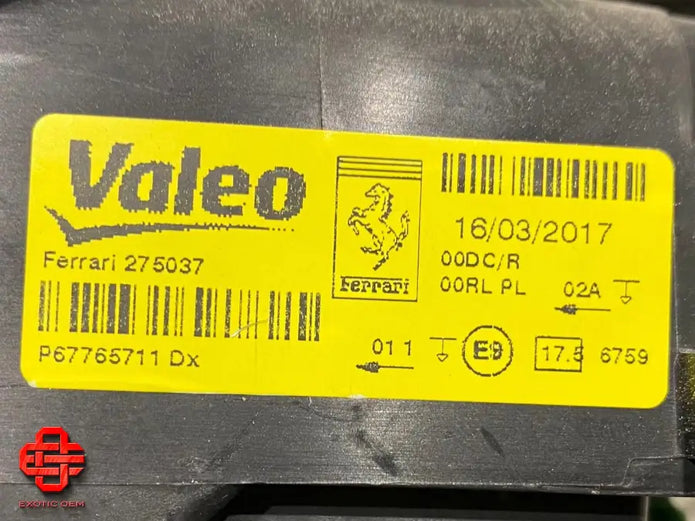 Valeo
Ferrari 275037
P67765711 Dx
Ferrari
16/03/2017
00DC/R
00RL PL 02A
01 1 E9 17.5 6759
EXOTIC OEM